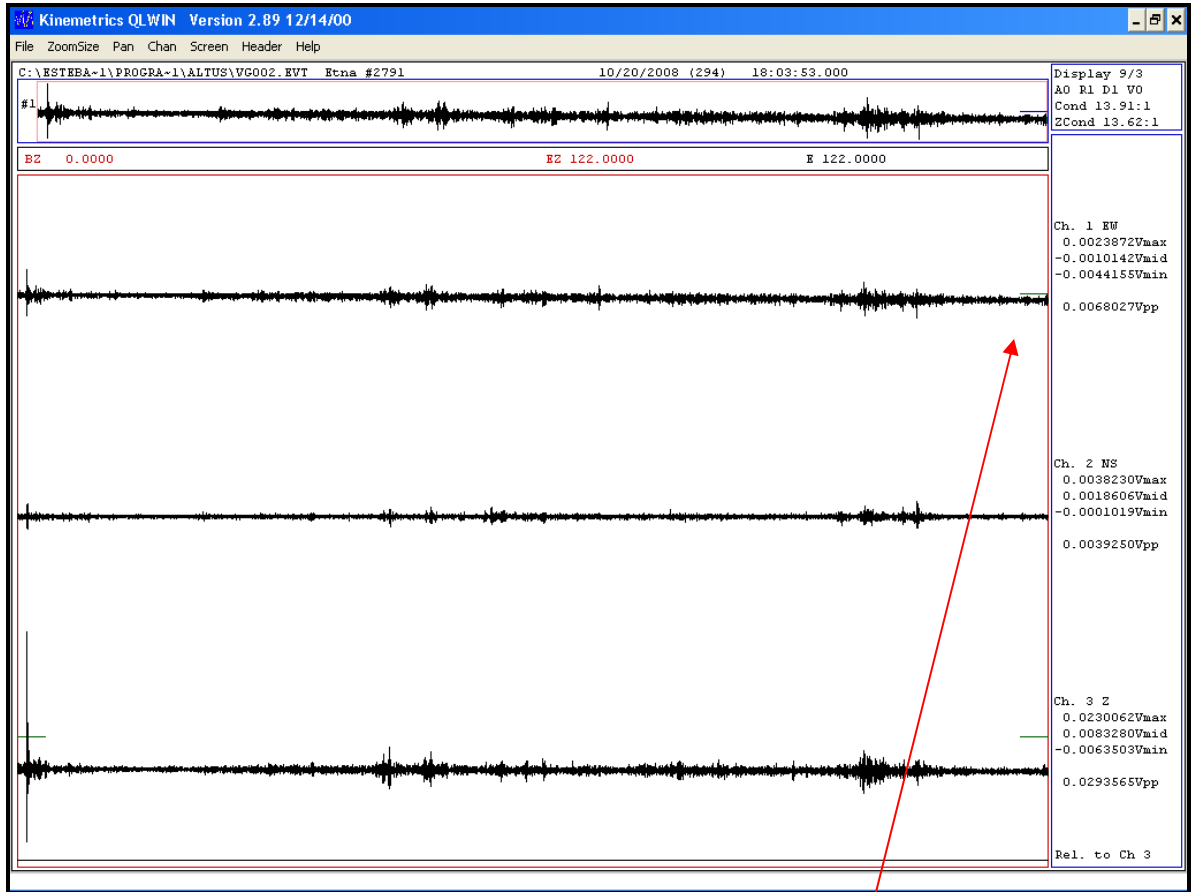 Kinemetrics QLWIN Version 2.89 12/14/00
File ZoomSize Pan Chan Screen Header Help
C:\ESTEBA~1\PROGRA~1\ALTUS\VG002.EVT Etna #2791 10/20/2008 (294) 18:03:53.000
Display 9/3
A0 R1 D1 V0
Cond 13.91:1
ZCond 13.62:1
#1
BZ 0.0000 EZ 122.0000 E 122.0000
Ch. 1 EW
0.0023872Vmax
-0.0010142Vmid
-0.0044155Vmin
0.0068027Vpp
Ch. 2 NS
0.0038230Vmax
0.0018606Vmid
-0.0001019Vmin
0.0039250Vpp
Ch. 3 Z
0.0230062Vmax
0.0083280Vmid
-0.0063503Vmin
0.0293565Vpp
Rel. to Ch 3